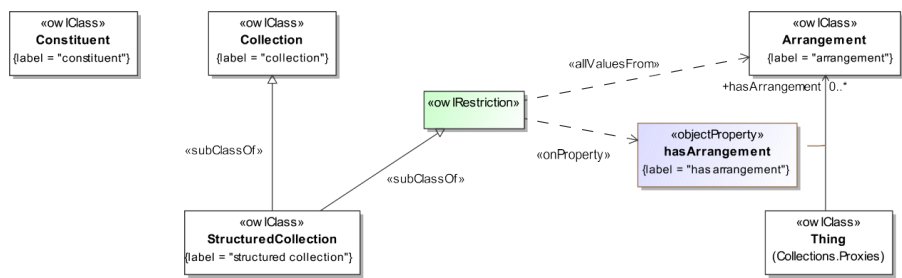 «owlClass»
Constituent
{label = "constituent"}
«owlClass»
Collection
{label = "collection"}
«owlClass»
Arrangement
{label = "arrangement"}
«allValuesFrom»
+hasArrangement 0..*
«owlRestriction»
«objectProperty»
hasArrangement
{label = "has arrangement"}
«onProperty»
«subClassOf»
«subClassOf»
«owlClass»
StructuredCollection
{label = "structured collection"}
«owlClass»
Thing
(Collections.Proxies)